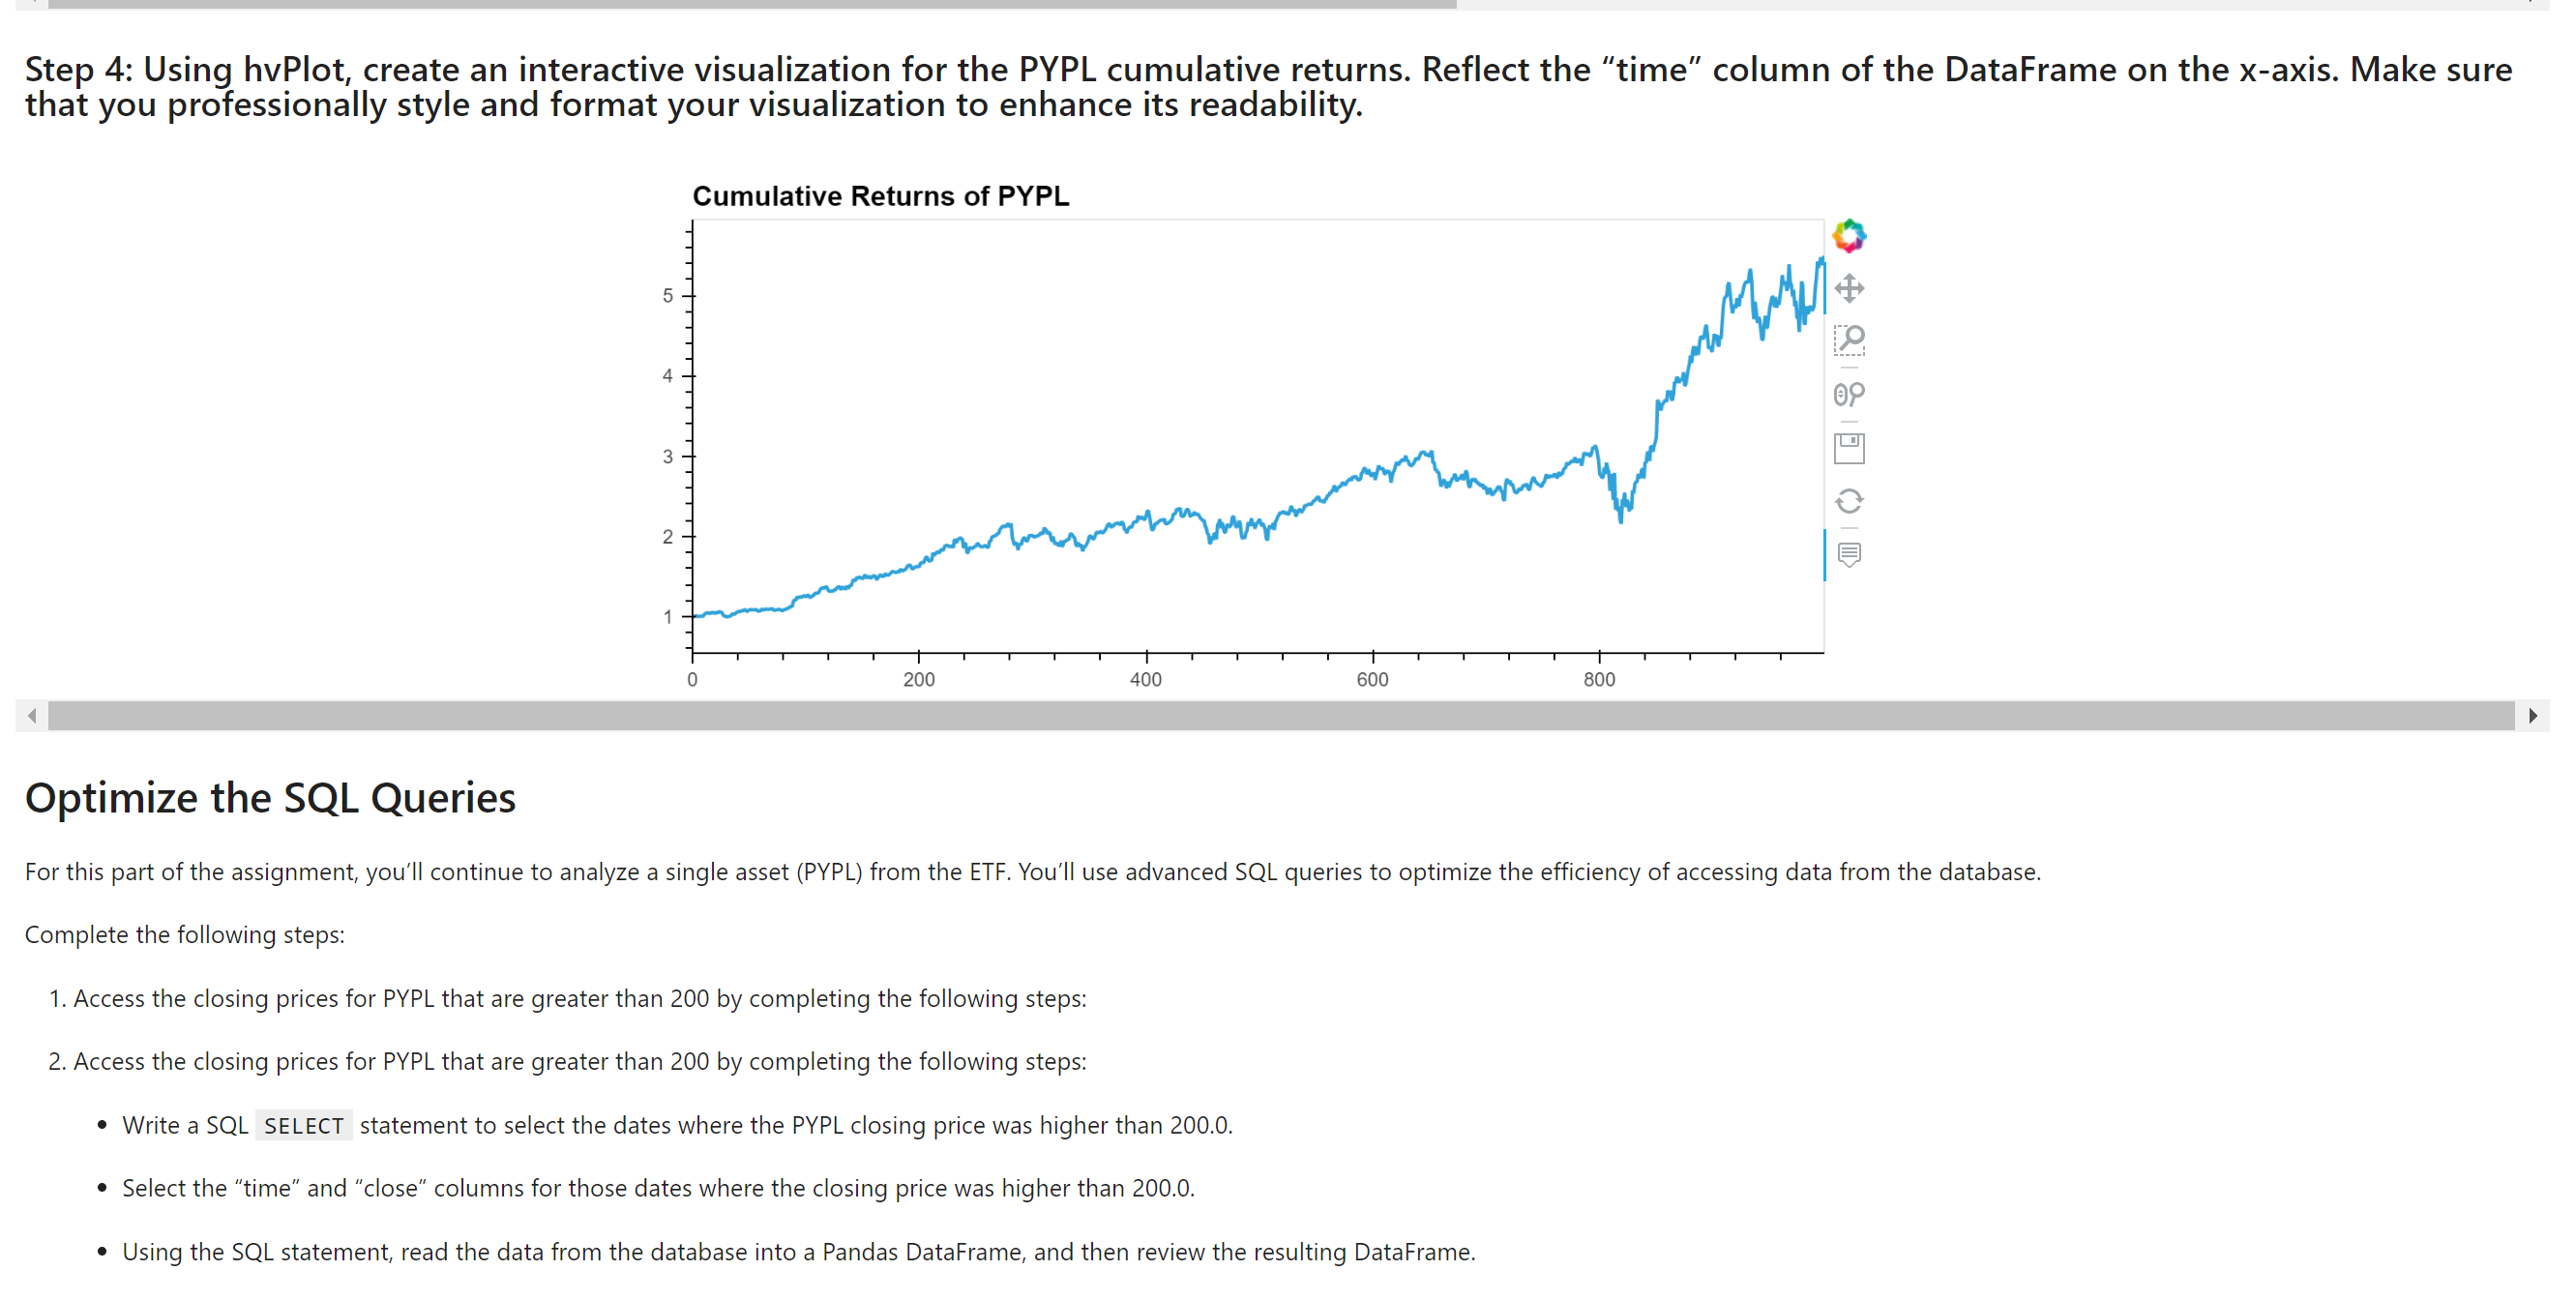 Step 4: Using hvPlot, create an interactive visualization for the PYPL cumulative returns. Reflect the “time” column of the DataFrame on the x-axis. Make sure
that you professionally style and format your visualization to enhance its readability.
Cumulative Returns of PYPL
5
4
3
2
1
0 200 400 600 800
Optimize the SQL Queries
For this part of the assignment, you’ll continue to analyze a single asset (PYPL) from the ETF. You’ll use advanced SQL queries to optimize the efficiency of accessing data from the database.
Complete the following steps:
1. Access the closing prices for PYPL that are greater than 200 by completing the following steps:
2. Access the closing prices for PYPL that are greater than 200 by completing the following steps:
• Write a SQL SELECT statement to select the dates where the PYPL closing price was higher than 200.0.
• Select the “time” and “close” columns for those dates where the closing price was higher than 200.0.
• Using the SQL statement, read the data from the database into a Pandas DataFrame, and then review the resulting DataFrame.